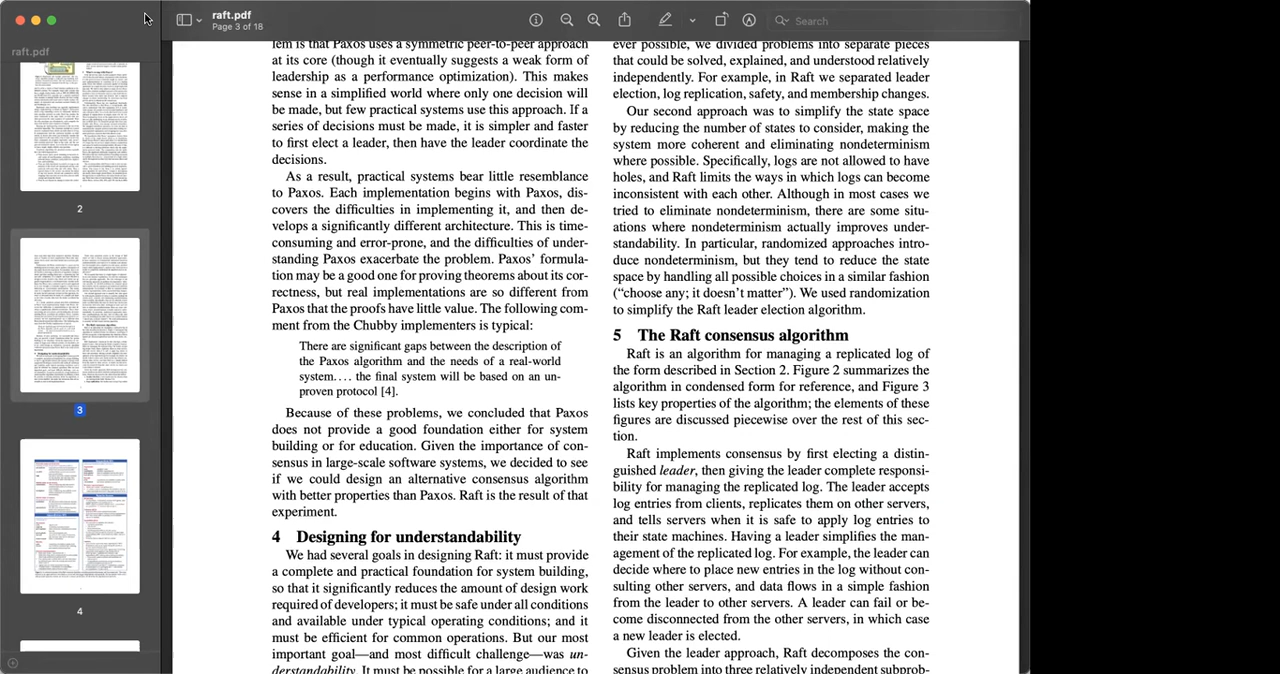 raft.pdf
Page 3 of 18
Search
raft.pdf
2
3
4
lem is that Paxos uses a symmetric peer-to-peer approach
at its core (though it eventually suggests a weak form of
leadership as a performance optimization). This makes
sense in a simplified world where only one decision will
be made, but few practical systems use this approach. If a
series of decisions must be made, it is simpler and faster
to first elect a leader, then have the leader coordinate the
decisions.
As a result, practical systems bear little resemblance
to Paxos. Each implementation begins with Paxos, dis-
covers the difficulties in implementing it, and then de-
velops a significantly different architecture. This is time-
consuming and error-prone, and the difficulties of under-
standing Paxos exacerbate the problem. Paxos' formula-
tion may be a good one for proving theorems about its cor-
rectness, but real implementations are so different from
Paxos that the proofs have little value. The following com-
ment from the Chubby implementers is typical:
There are significant gaps between the description of
the Paxos algorithm and the needs of a real-world
system. . . . the final system will be based on an un-
proven protocol [4].
Because of these problems, we concluded that Paxos
does not provide a good foundation either for system
building or for education. Given the importance of con-
sensus in large-scale software systems, we decided to see
if we could design an alternative consensus algorithm
with better properties than Paxos. Raft is the result of that
experiment.
4 Designing for understandability
We had several goals in designing Raft: it must provide
a complete and practical foundation for system building,
so that it significantly reduces the amount of design work
required of developers; it must be safe under all conditions
and available under typical operating conditions; and it
must be efficient for common operations. But our most
important goal—and most difficult challenge—was un-
derstandability. It must be possible for a large audience to
ever possible, we divided problems into separate pieces
that could be solved, explained, and understood relatively
independently. For example, in Raft we separated leader
election, log replication, safety, and membership changes.
Our second approach was to simplify the state space
by reducing the number of states to consider, making the
system more coherent and eliminating nondeterminism
where possible. Specifically, logs are not allowed to have
holes, and Raft limits the ways in which logs can become
inconsistent with each other. Although in most cases we
tried to eliminate nondeterminism, there are some situ-
ations where nondeterminism actually improves under-
standability. In particular, randomized approaches intro-
duce nondeterminism, but they tend to reduce the state
space by handling all possible choices in a similar fashion
(“choose any; it doesn't matter”). We used randomization
to simplify the Raft leader election algorithm.
5 The Raft consensus algorithm
Raft is an algorithm for managing a replicated log of
the form described in Section 2. Figure 2 summarizes the
algorithm in condensed form for reference, and Figure 3
lists key properties of the algorithm; the elements of these
figures are discussed piecewise over the rest of this sec-
tion.
Raft implements consensus by first electing a distin-
guished leader, then giving the leader complete responsi-
bility for managing the replicated log. The leader accepts
log entries from clients, replicates them on other servers,
and tells servers when it is safe to apply log entries to
their state machines. Having a leader simplifies the man-
agement of the replicated log. For example, the leader can
decide where to place new entries in the log without con-
sulting other servers, and data flows in a simple fashion
from the leader to other servers. A leader can fail or be-
come disconnected from the other servers, in which case
a new leader is elected.
Given the leader approach, Raft decomposes the con-
sensus problem into three relatively independent subprob-